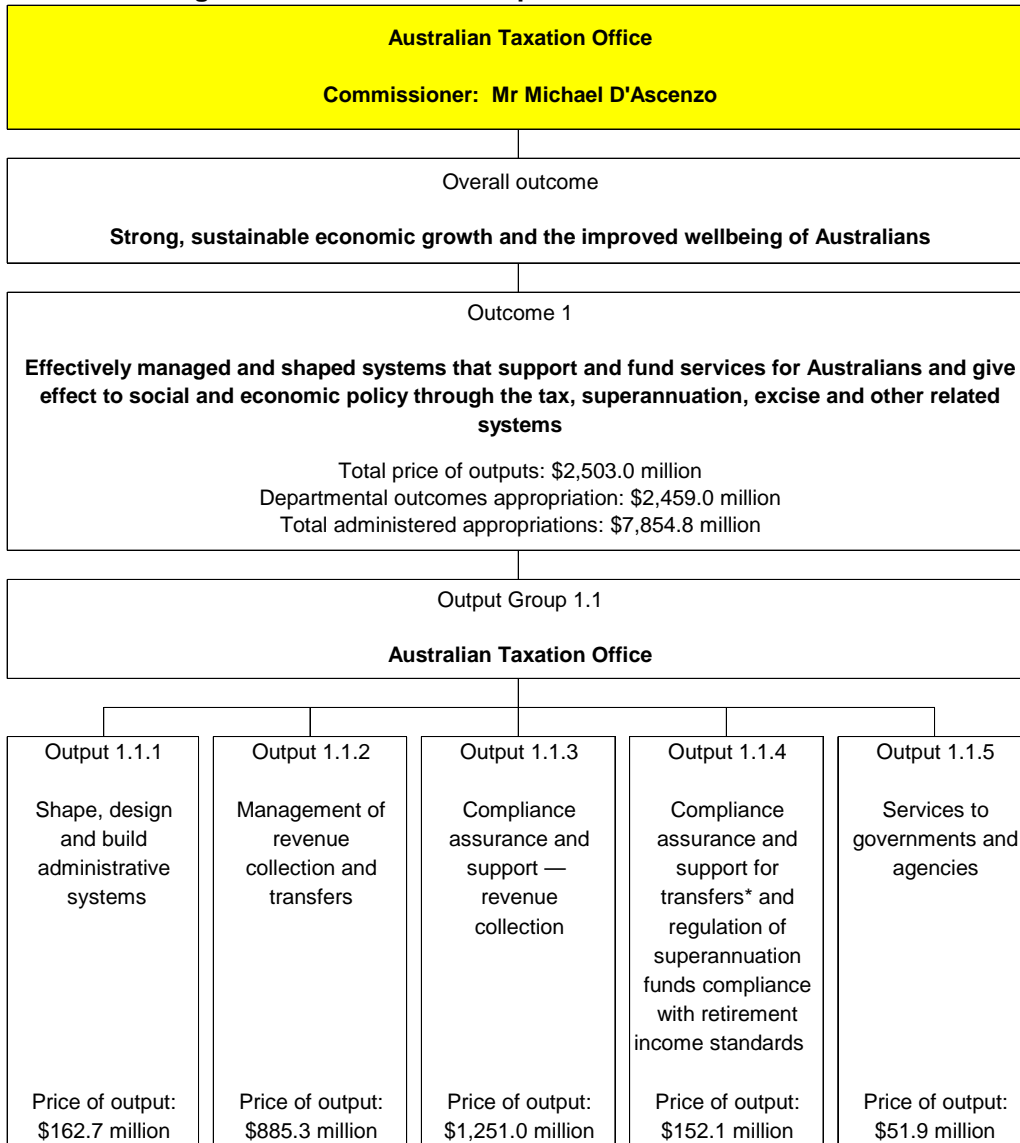 Australian Taxation Office
Commissioner: Mr Michael D'Ascenzo
Overall outcome
Strong, sustainable economic growth and the improved wellbeing of Australians
Outcome 1
Effectively managed and shaped systems that support and fund services for Australians and give
effect to social and economic policy through the tax, superannuation, excise and other related
systems
Total price of outputs: $2,503.0 million
Departmental outcomes appropriation: $2,459.0 million
Total administered appropriations: $7,854.8 million
Output Group 1.1
Australian Taxation Office
Output 1.1.1
Shape, design
and build
administrative
systems
Price of output:
$162.7 million
Output 1.1.2
Management of
revenue
collection and
transfers
Price of output:
$885.3 million
Output 1.1.3
Compliance
assurance and
support —
revenue
collection
Price of output:
$1,251.0 million
Output 1.1.4
Compliance
assurance and
support for
transfers* and
regulation of
superannuation
funds compliance
with retirement
income standards
Price of output:
$152.1 million
Output 1.1.5
Services to
governments and
agencies
Price of output:
$51.9 million